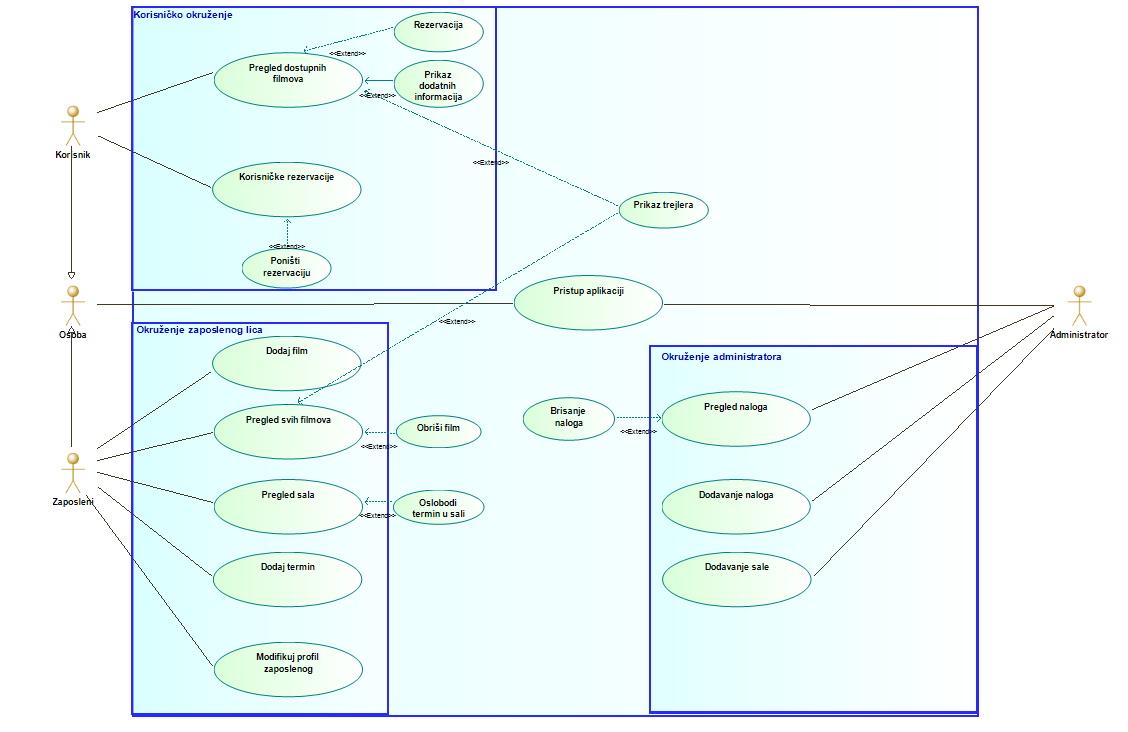 Korisničko okruženje
Rezervacija
<<Extend>>
Pregled dostupnih
filmova
Prikaz
dodatnih
informacija
<<Extend>>
Korisnik
<<Extend>>
Korisničke rezervacije
Prikaz trejlera
<<Extend>>
Poništi
rezervaciju
Osoba
Pristup aplikaciji
Administrator
<<Extend>>
Okruženje zaposlenog lica
Dodaj film
Okruženje administratora
Pregled svih filmova
Obriši film
<<Extend>>
Brisanje
naloga
<<Extend>>
Pregled naloga
Zaposleni
Pregled sala
Oslobodi
termin u sali
<<Extend>>
Dodavanje naloga
Dodaj termin
Dodavanje sale
Modifikuj profil
zaposlenog